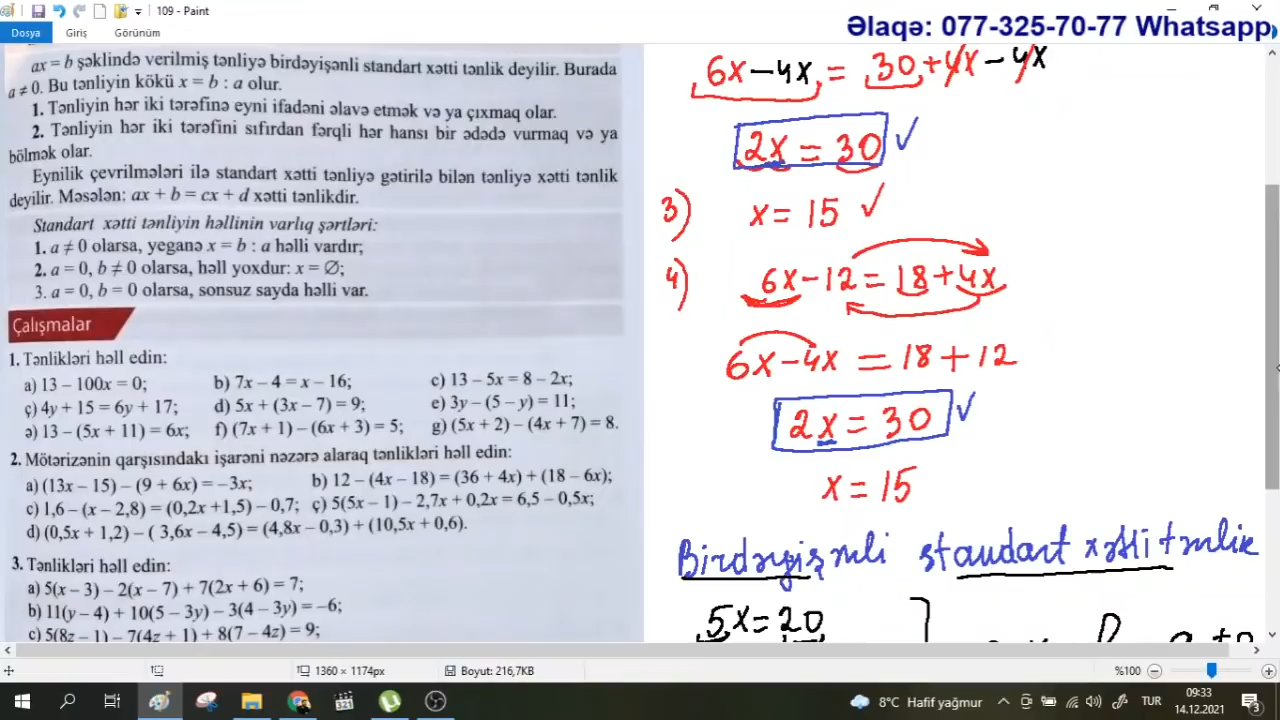 109 - Paint
Əlaqə: 077-325-70-77 Whatsapp
Dosya Giriş Görünüm
ax = b şəklində verilmiş tənliyə birdəyişənli standart xətti tənlik deyilir. Burada
a ≠ 0. Bu tənliyin kökü x = b : a olur.
1. Tənliyin hər iki tərəfinə eyni ifadəni əlavə etmək və ya çıxmaq olar.
2. Tənliyin hər iki tərəfini sıfırdan fərqli hər hansı bir ədədə vurmaq və ya
bölmək olar.
Eynilik çevrilmələri ilə standart xətti tənliyə gətirilə bilən tənliyə xətti tənlik
deyilir. Məsələn: ax + b = cx + d xətti tənlikdir.
Standart xətti tənliyin həllinin varlıq şərtləri:
1. a ≠ 0 olarsa, yeganə x = b : a həlli vardır;
2. a = 0, b ≠ 0 olarsa, həll yoxdur: x = ∅;
3. a = 0, b = 0 olarsa, sonsuz sayda həlli var.
Çalışmalar
1. Tənlikləri həll edin:
a) 13 – 100x = 0; b) 7x – 4 = x – 16; c) 13 – 5x = 8 – 2x;
ç) 4y + 15 = 6y + 17; d) 5x + (3x – 7) = 9; e) 3y – (5 – y) = 11;
ə) 13 – (5x + 11) = 6x; f) (7x + 1) – (6x + 3) = 5; g) (5x + 2) – (4x + 7) = 8.
2. Mötərizənin qarşısındakı işarəni nəzərə alaraq tənlikləri həll edin:
a) (13x – 15) – (9 + 6x) = –3x; b) 12 – (4x – 18) = (36 + 4x) + (18 – 6x);
c) 1,6 – (x – 2,8) = (0,2x +1,5) – 0,7; ç) 5(5x – 1) – 2,7x + 0,2x = 6,5 – 0,5x;
d) (0,5x + 1,2) – ( 3,6x – 4,5) = (4,8x – 0,3) + (10,5x + 0,6).
3. Tənlikləri həll edin:
a) 5(x – 3) – 2(x – 7) + 7(2x + 6) = 7;
b) 11(y – 4) + 10(5 – 3y) – 3(4 – 3y) = –6;
c) 5(8z – 1) – 7(4z + 1) + 8(7 – 4z) = 9;
6x – 4x = 30 + 4x – 4x
2x = 30 ✓
3) x = 15 ✓
4) 6x – 12 = 18 + 4x
6x – 4x = 18 + 12
2x = 30 ✓
x = 15
Birdəyişənli standart xətti tənlik
5x = 20
1360 × 1174px Boyut: 216,7KB %100
8°C Hafif yağmur TUR 09:33
14.12.2021 3